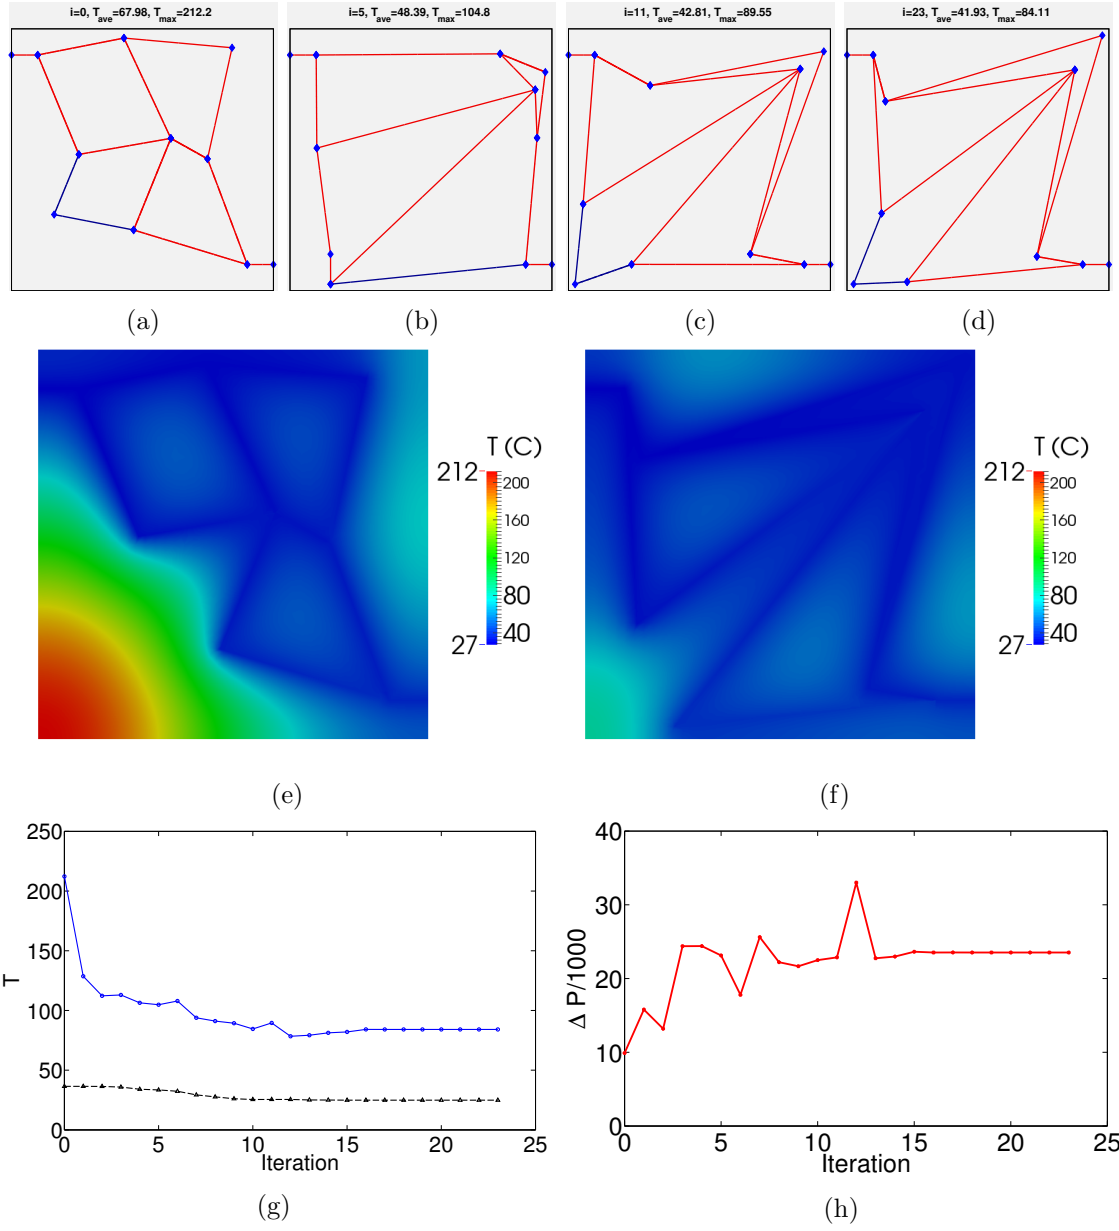 i=0, T_ave=67.98, T_max=212.2
i=5, T_ave=48.39, T_max=104.8
i=11, T_ave=42.81, T_max=89.55
i=23, T_ave=41.93, T_max=84.11
(a)
(b)
(c)
(d)
T (C)
212
200
160
120
80
40
27
T (C)
212
200
160
120
80
40
27
(e)
(f)
250
200
150
100
50
0
T
0 5 10 15 20 25
Iteration
(g)
40
30
20
10
0
Δ P/1000
0 5 10 15 20 25
Iteration
(h)